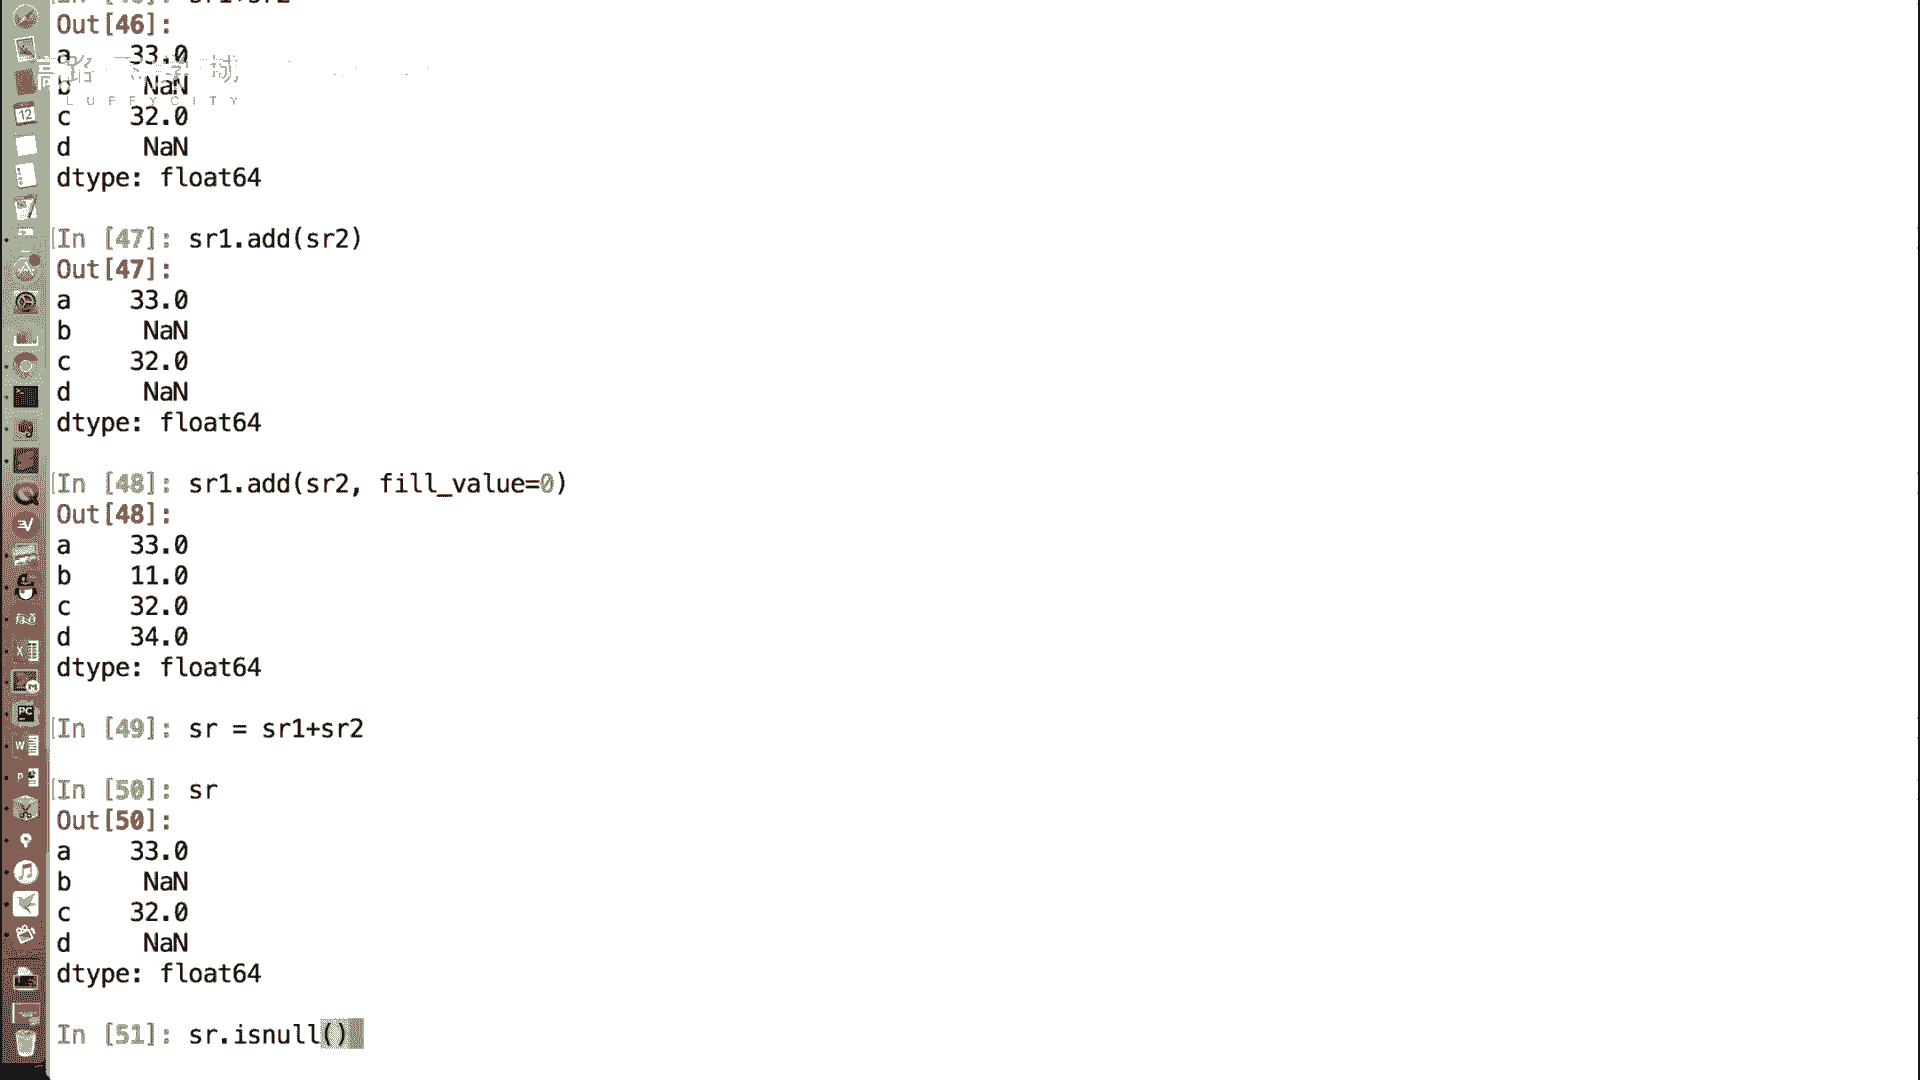 Out[46]:
a    33.0
b     NaN
LUFFYCITY
c    32.0
d     NaN
dtype: float64
In [47]: sr1.add(sr2)
Out[47]:
a    33.0
b     NaN
c    32.0
d     NaN
dtype: float64
In [48]: sr1.add(sr2, fill_value=0)
Out[48]:
a    33.0
b    11.0
c    32.0
d    34.0
dtype: float64
In [49]: sr = sr1+sr2
In [50]: sr
Out[50]:
a    33.0
b     NaN
c    32.0
d     NaN
dtype: float64
In [51]: sr.isnull()